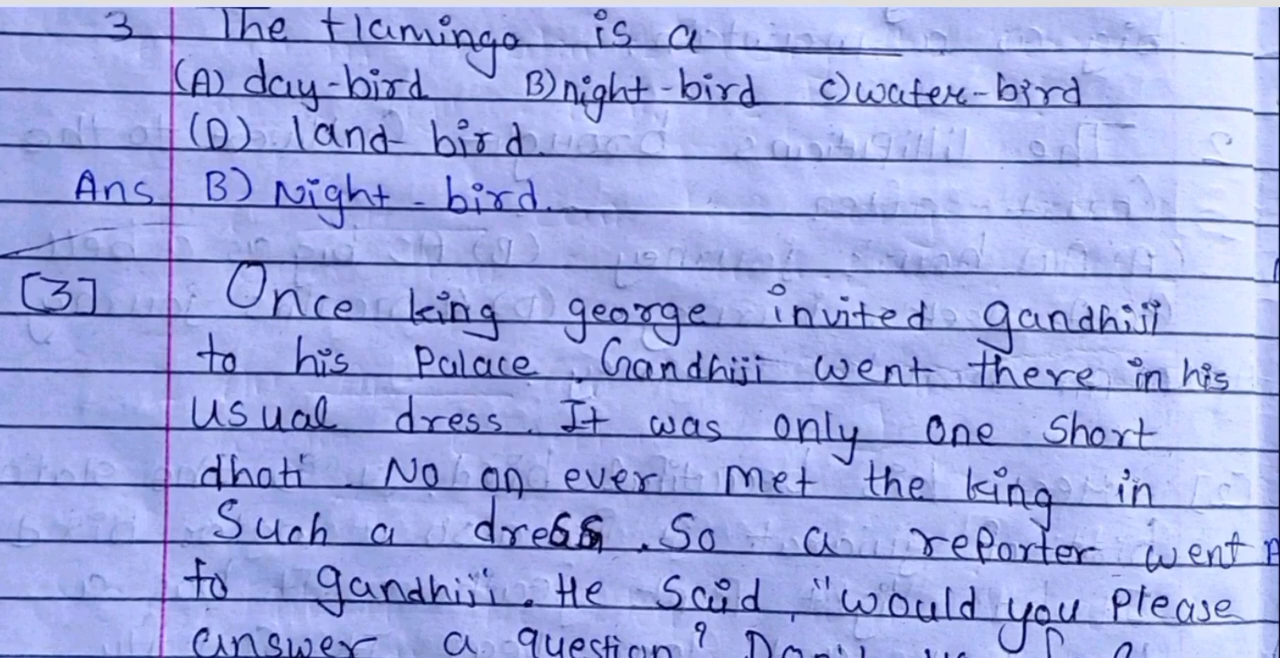 3 The flamingo is a ______
(A) day-bird B) night-bird C) water-bird
(D) land bird.
Ans B) Night - bird.
[3] Once king george invited gandhiji
to his Palace. Gandhiji went there in his
usual dress. It was only one short
dhoti. No on ever met the king in
Such a dress. So a reporter went
to gandhiji. He Said, "would you please
answer a question?